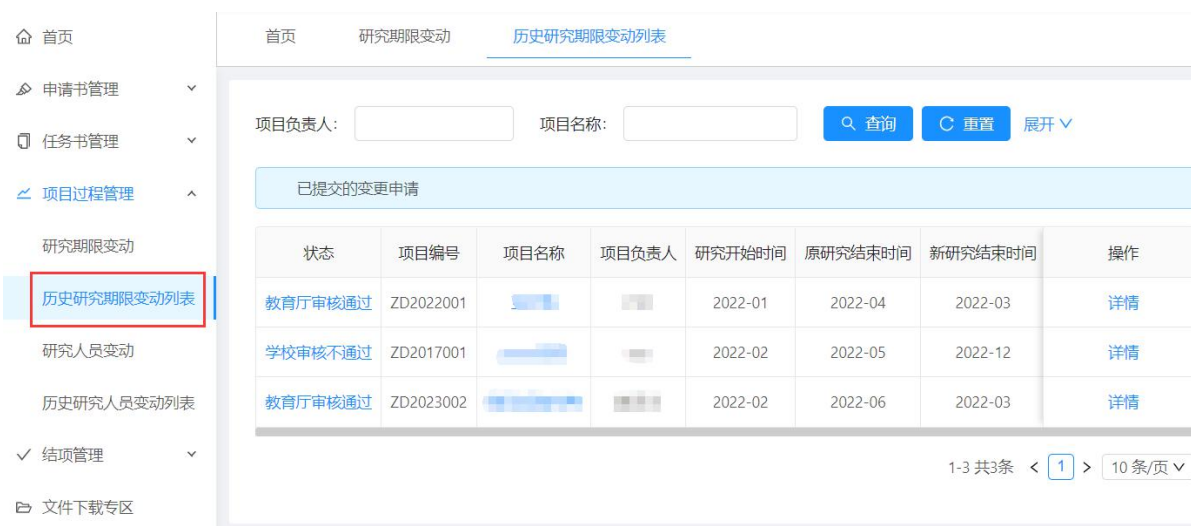 首页
申请书管理
任务书管理
项目过程管理
研究期限变动
历史研究期限变动列表
研究人员变动
历史研究人员变动列表
结项管理
文件下载专区
首页 研究期限变动 历史研究期限变动列表
项目负责人: 项目名称: 查询 重置 展开
已提交的变更申请
状态 项目编号 项目名称 项目负责人 研究开始时间 原研究结束时间 新研究结束时间 操作
教育厅审核通过 ZD2022001 2022-01 2022-04 2022-03 详情
学校审核不通过 ZD2017001 2022-02 2022-05 2022-12 详情
教育厅审核通过 ZD2023002 2022-02 2022-06 2022-03 详情
1-3 共3条 < 1 > 10 条/页